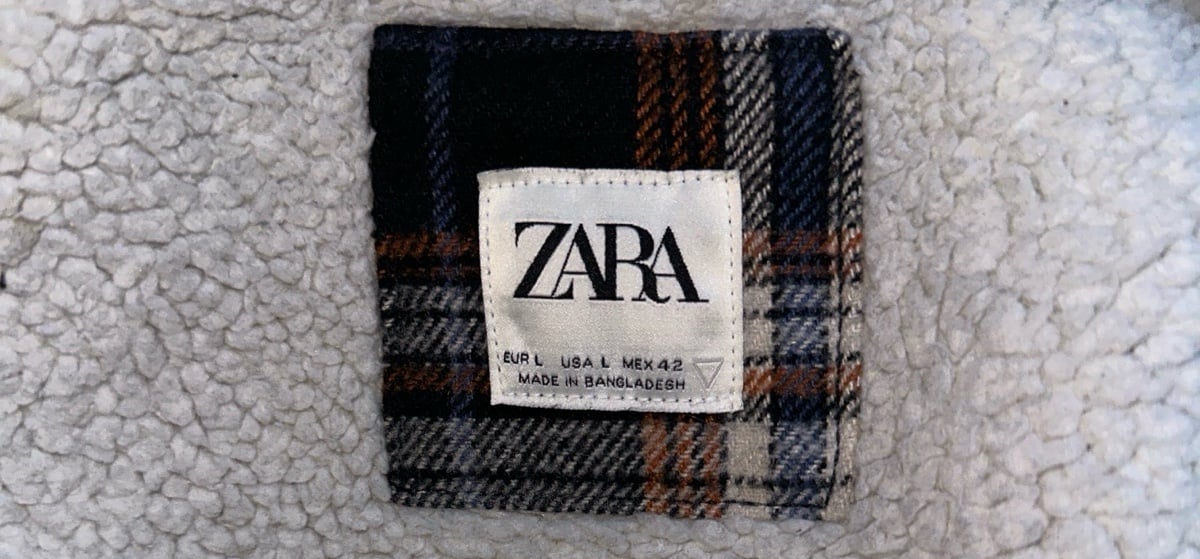 ZARA
EUR L USA L MEX 42
MADE IN BANGLADESH